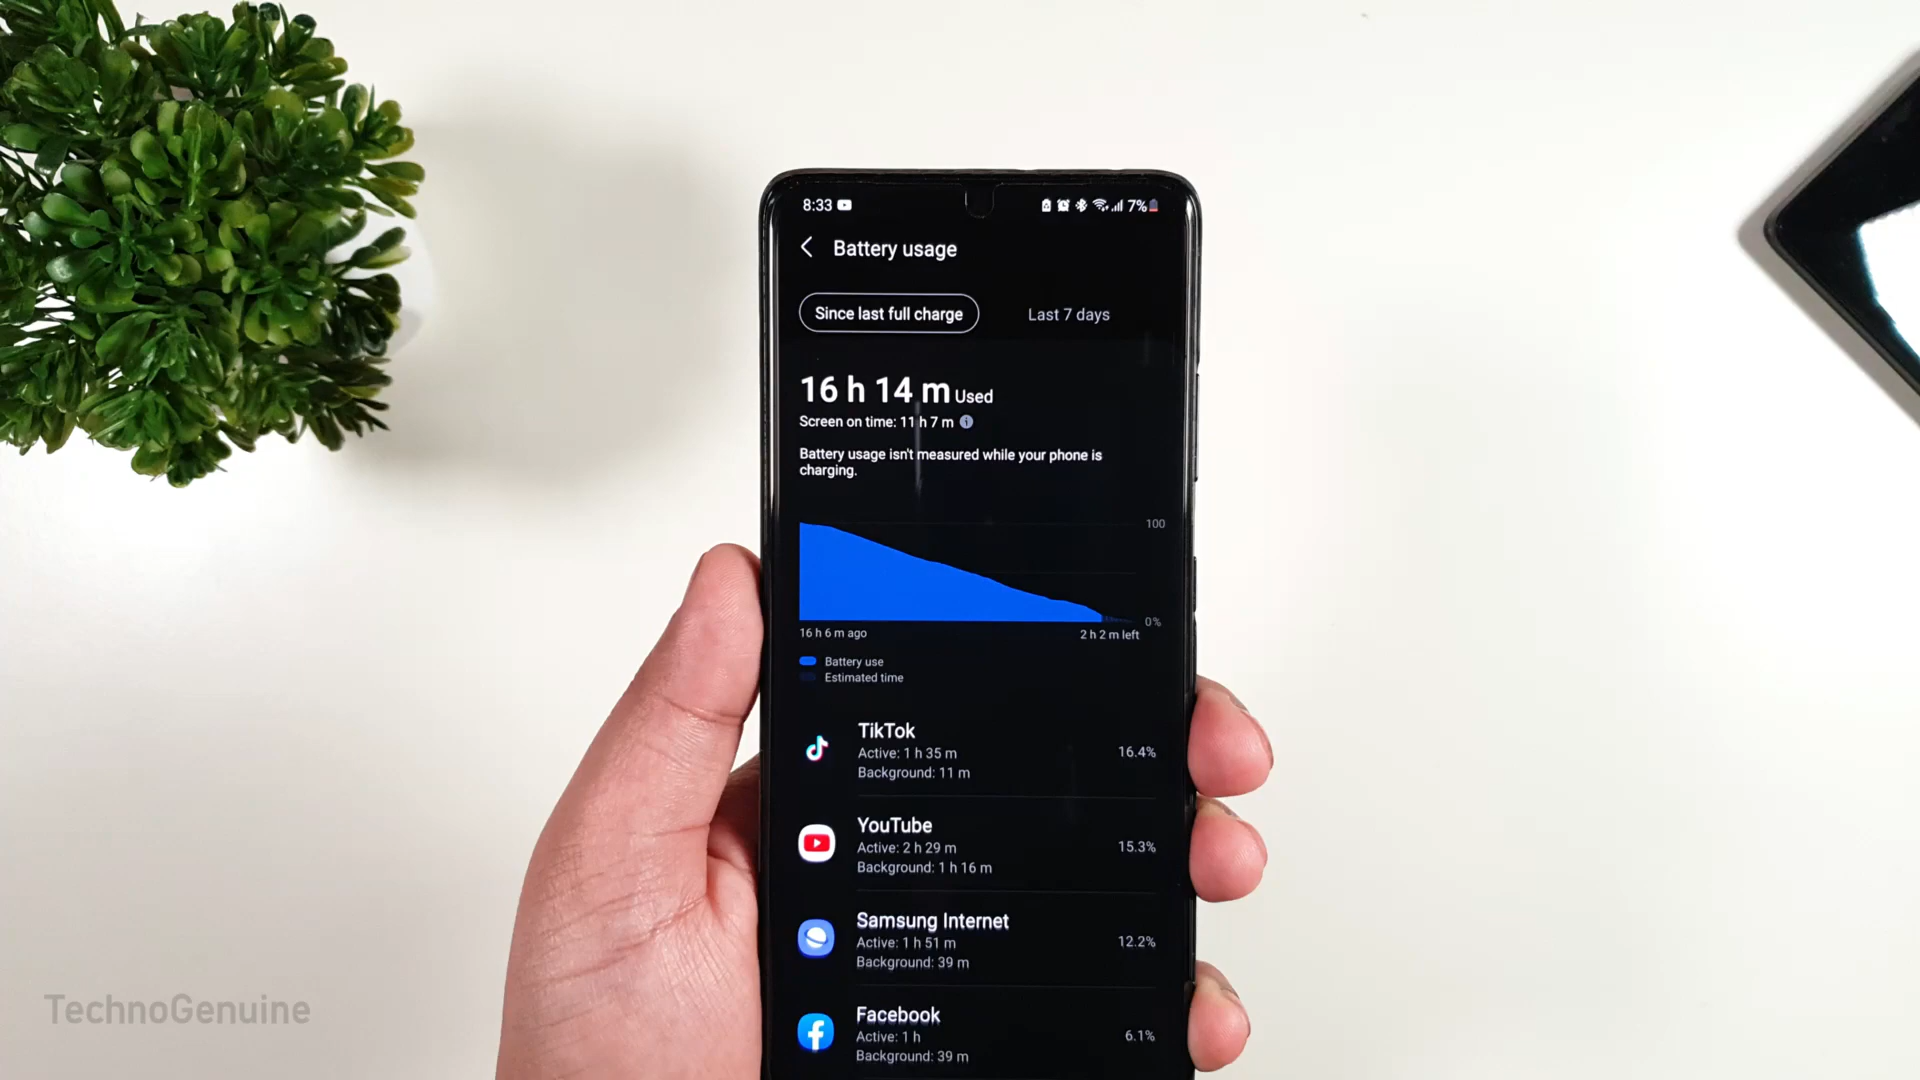 8:33
7%
Battery usage
Since last full charge
Last 7 days
16 h 14 m Used
Screen on time: 11 h 7 m
Battery usage isn't measured while your phone is
charging.
100
0%
16 h 6 m ago
2 h 2 m left
Battery use
Estimated time
TikTok
Active: 1 h 35 m
Background: 11 m
16.4%
YouTube
Active: 2 h 29 m
Background: 1 h 16 m
15.3%
Samsung Internet
Active: 1 h 51 m
Background: 39 m
12.2%
Facebook
Active: 1 h
Background: 39 m
6.1%
TechnoGenuine